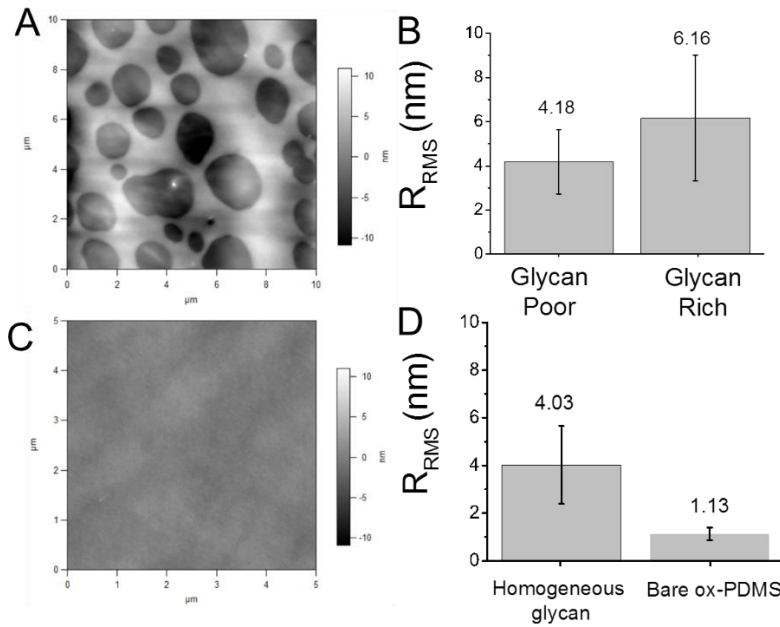 A
10
8
6
4
2
0
μm
0
2
4
6
8
10
μm
10
5
0
-5
-10
nm
B
R_RMS (nm)
10
8
6
4
2
0
4.18
6.16
Glycan
Poor
Glycan
Rich
C
5
4
3
2
1
0
μm
0
1
2
3
4
5
μm
10
5
0
-5
-10
nm
D
R_RMS (nm)
10
8
6
4
2
0
4.03
1.13
Homogeneous
glycan
Bare ox-PDMS